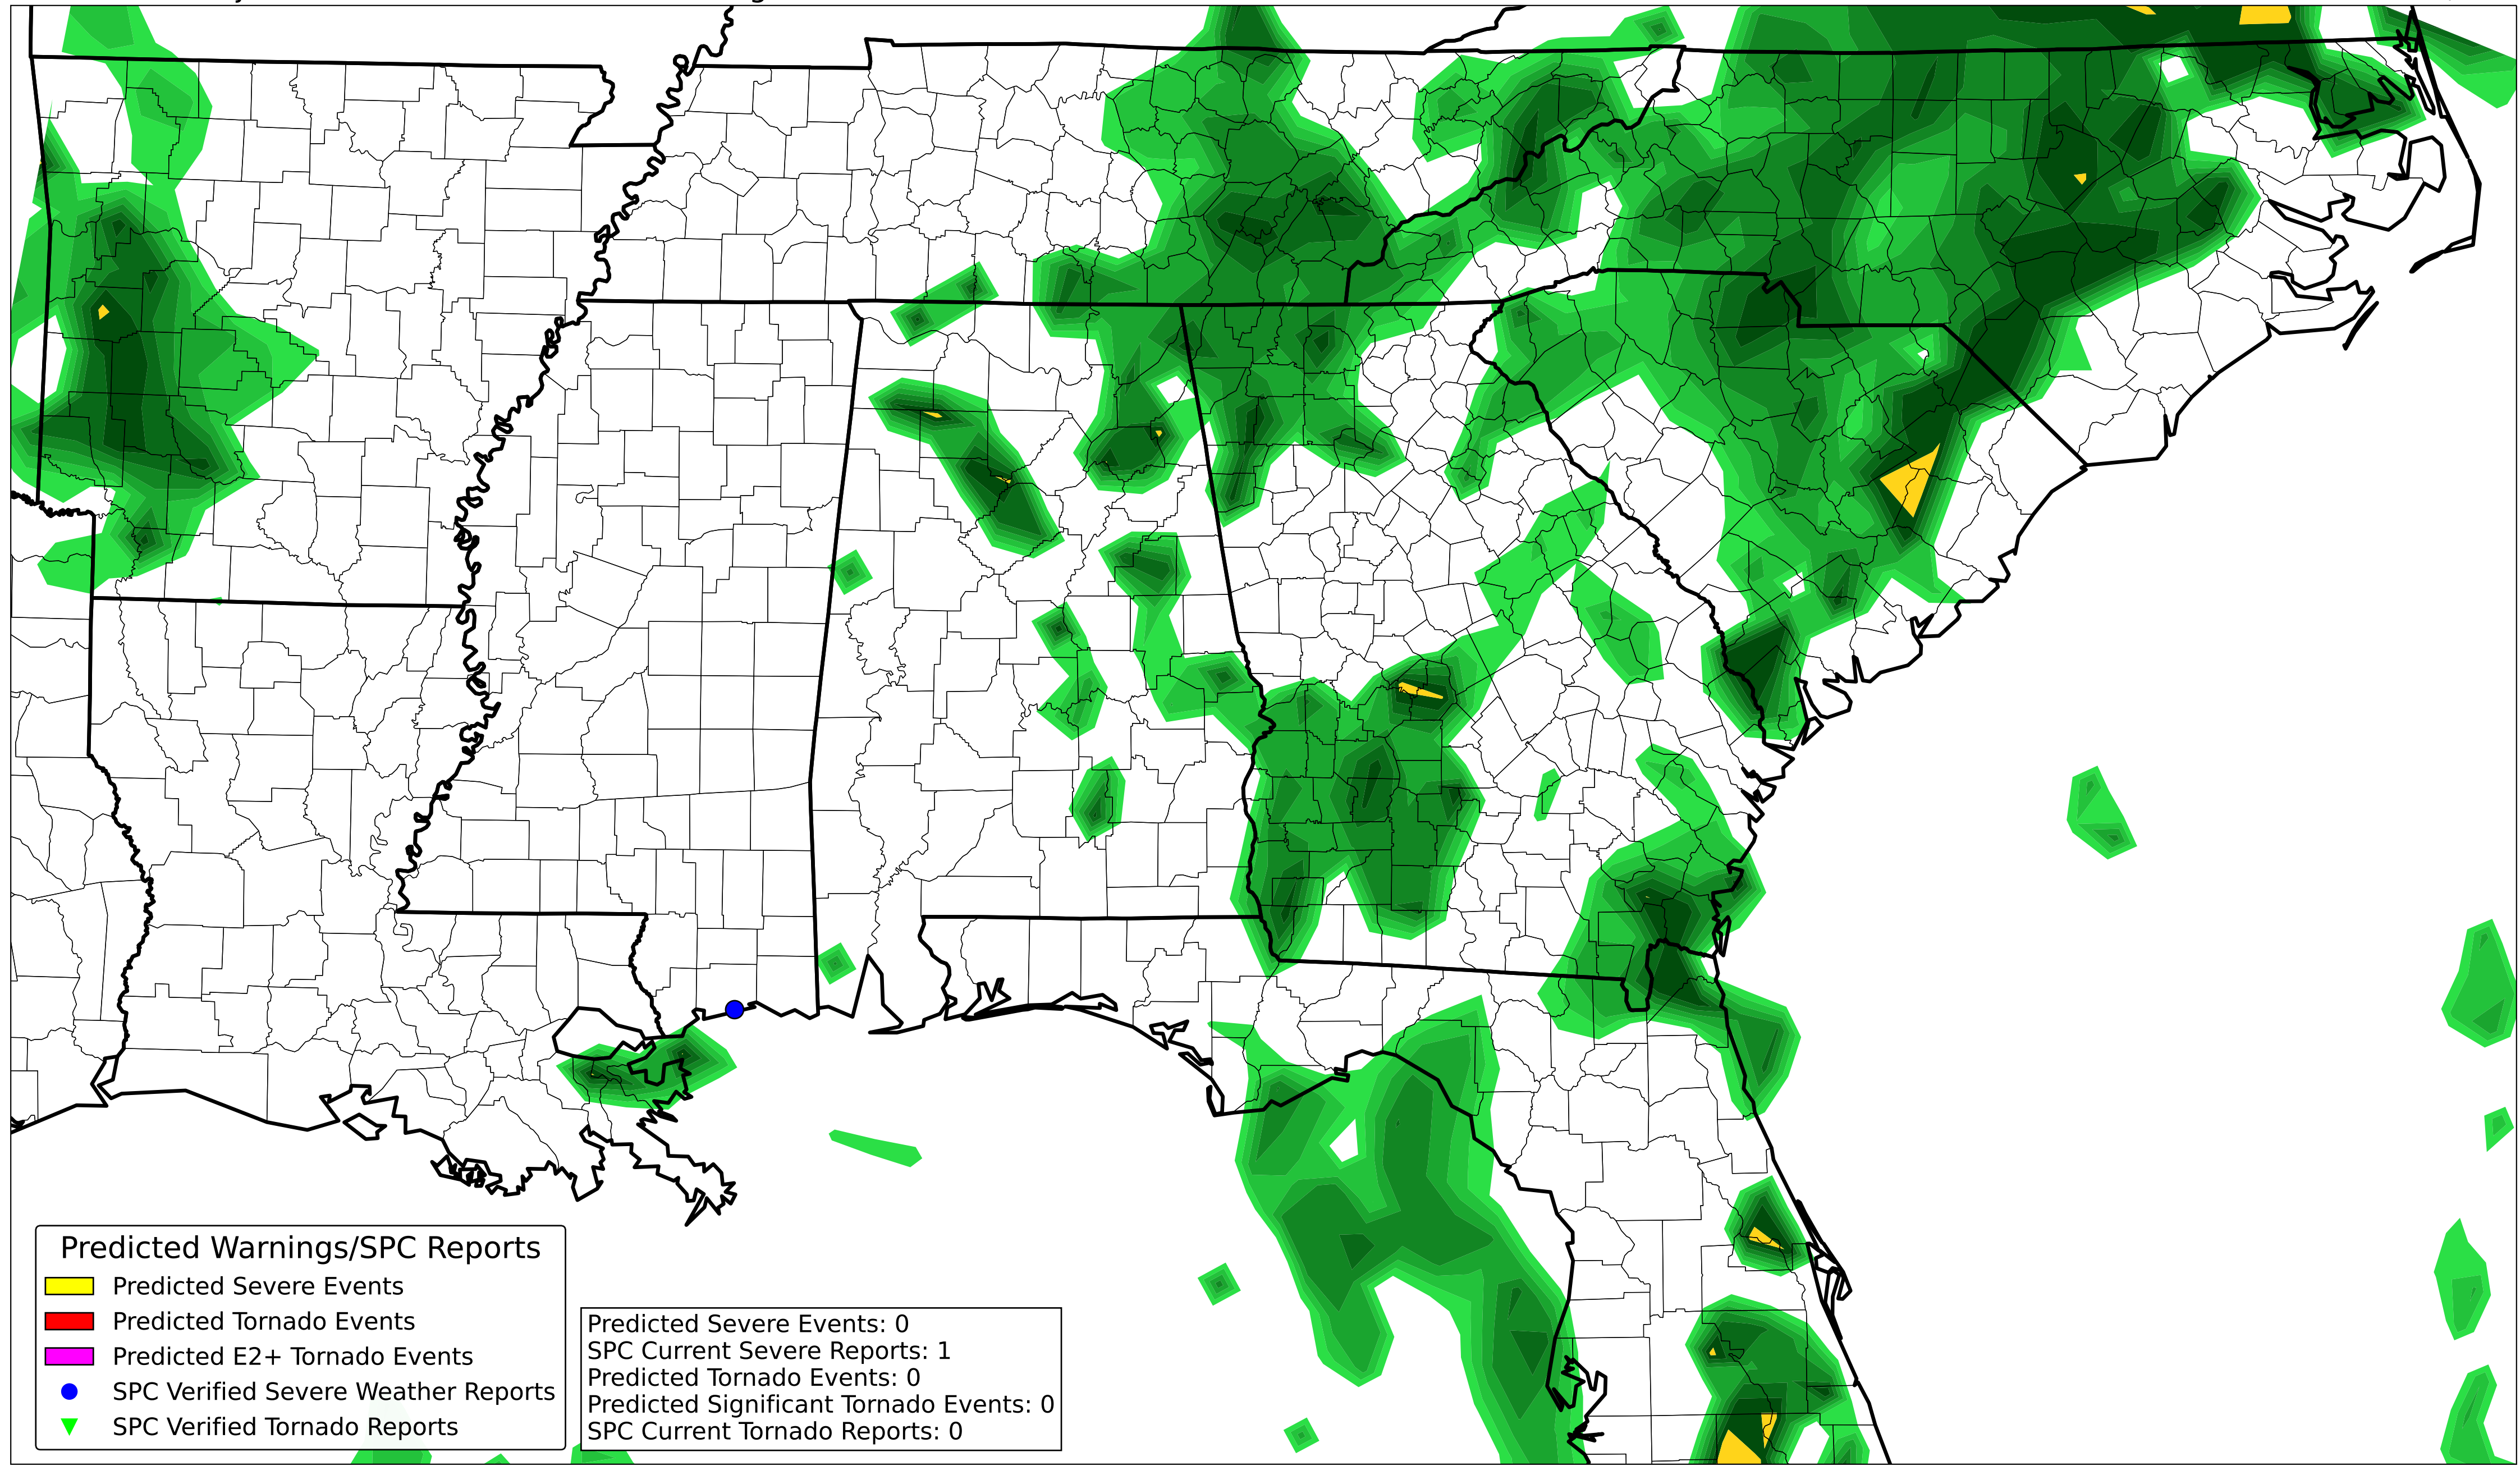 Predicted Warnings/SPC Reports
Predicted Severe Events
Predicted Tornado Events
Predicted E2+ Tornado Events
SPC Verified Severe Weather Reports
SPC Verified Tornado Reports
Predicted Severe Events: 0
SPC Current Severe Reports: 1
Predicted Tornado Events: 0
Predicted Significant Tornado Events: 0
SPC Current Tornado Reports: 0